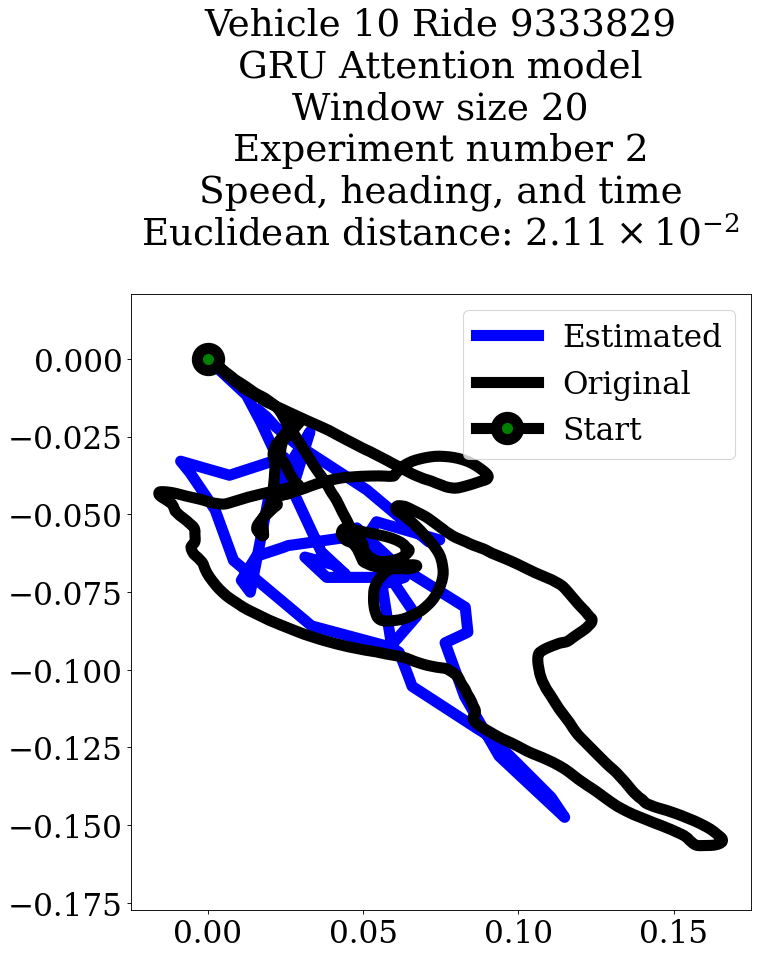 Vehicle 10 Ride 9333829
GRU Attention model
Window size 20
Experiment number 2
Speed, heading, and time
Euclidean distance: 2.11 × 10⁻²
Estimated
Original
Start
0.000
−0.025
−0.050
−0.075
−0.100
−0.125
−0.150
−0.175
0.00 0.05 0.10 0.15